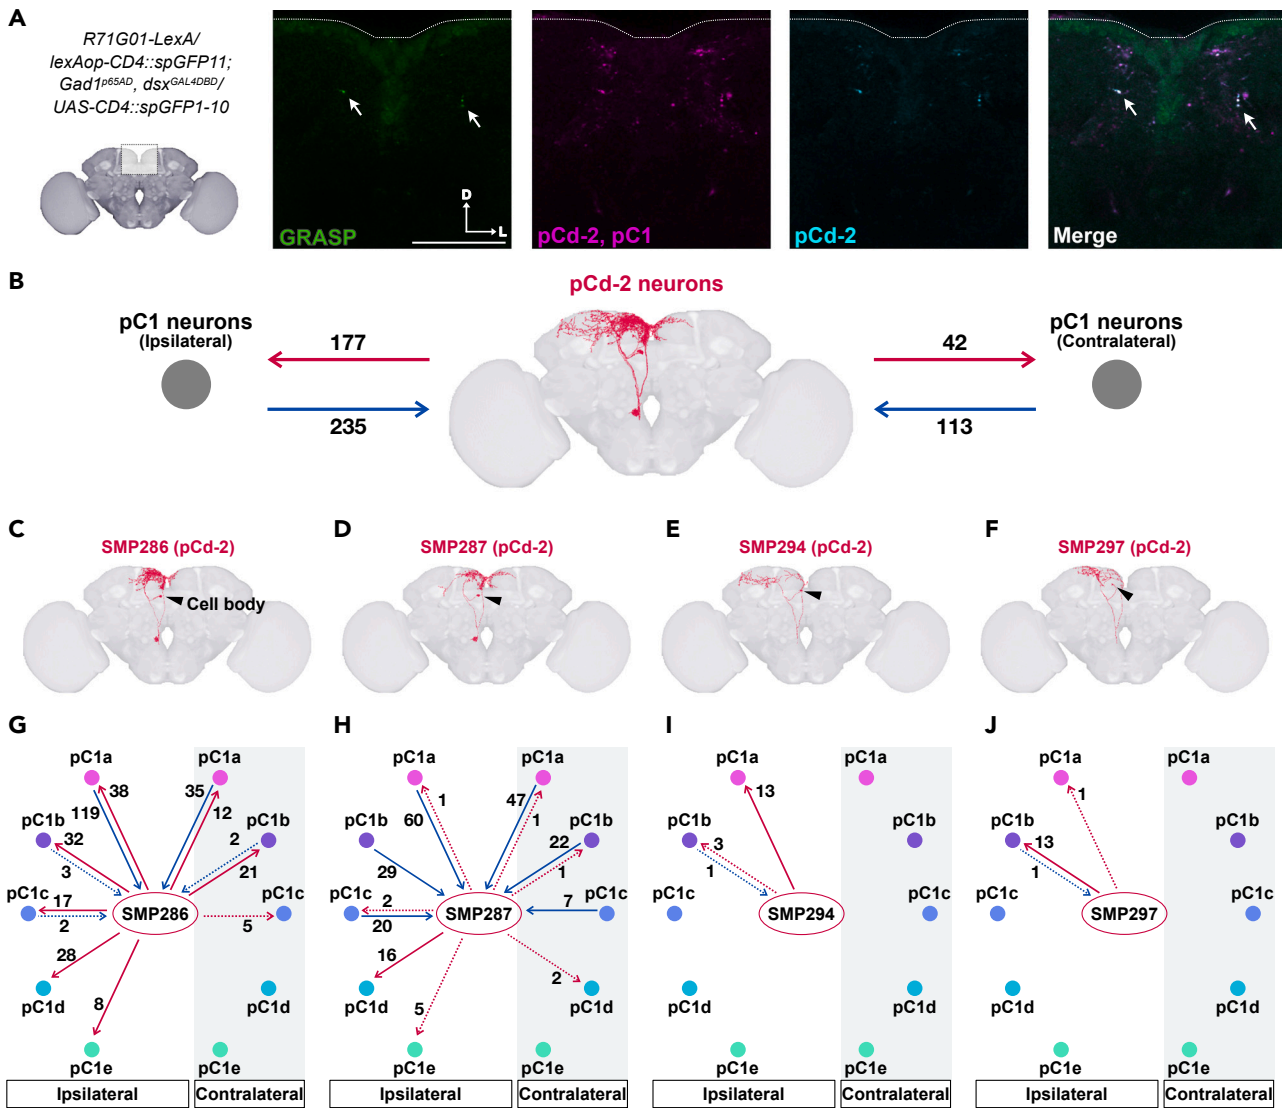 A
R71G01-LexA/
lexAop-CD4::spGFP11;
Gad1p65AD, dsxGAL4DBD/
UAS-CD4::spGFP1-10
GRASP
D
L
pCd-2, pC1
pCd-2
Merge
B
pCd-2 neurons
pC1 neurons
(Ipsilateral)
177
235
42
113
pC1 neurons
(Contralateral)
C
SMP286 (pCd-2)
Cell body
D
SMP287 (pCd-2)
E
SMP294 (pCd-2)
F
SMP297 (pCd-2)
G
pC1a
pC1a
38
35
119
12
pC1b
32
2
pC1b
3
21
pC1c
17
SMP286
pC1c
2
5
28
pC1d
pC1d
8
pC1e
pC1e
Ipsilateral
Contralateral
H
pC1a
pC1a
1
47
60
1
pC1b
22
pC1b
29
1
pC1c
2
SMP287
7
pC1c
20
16
2
pC1d
pC1d
5
pC1e
pC1e
Ipsilateral
Contralateral
I
pC1a
pC1a
13
pC1b
3
pC1b
1
pC1c
SMP294
pC1c
pC1d
pC1d
pC1e
pC1e
Ipsilateral
Contralateral
J
pC1a
pC1a
1
pC1b
13
pC1b
1
pC1c
SMP297
pC1c
pC1d
pC1d
pC1e
pC1e
Ipsilateral
Contralateral